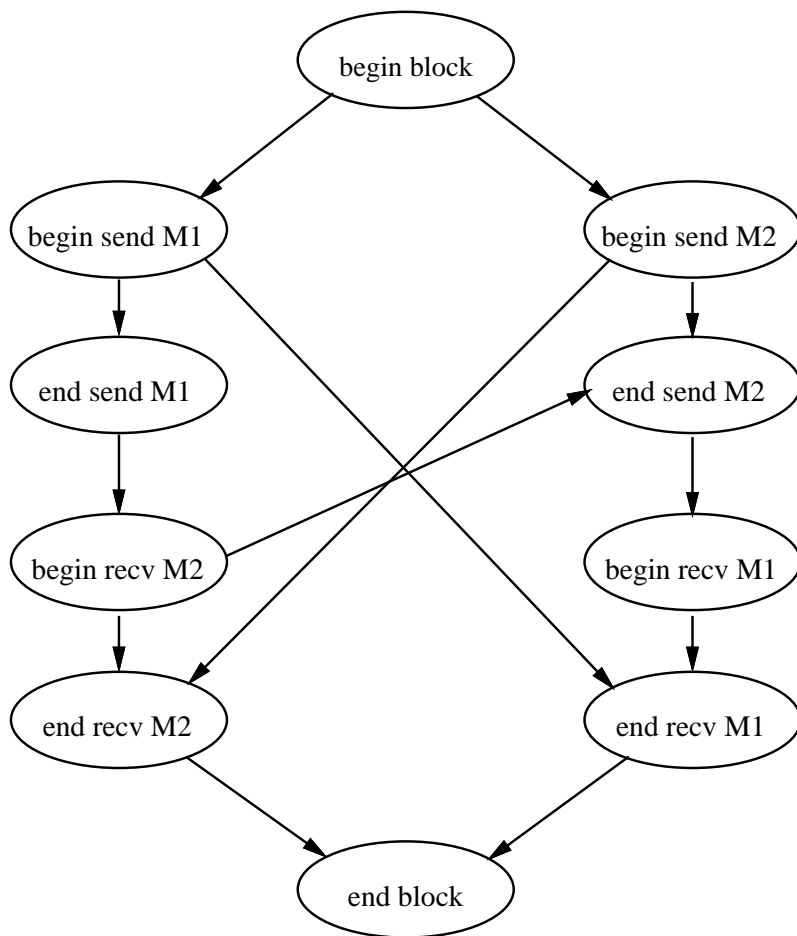 begin block
begin send M1
begin send M2
end send M1
end send M2
begin recv M2
begin recv M1
end recv M2
end recv M1
end block